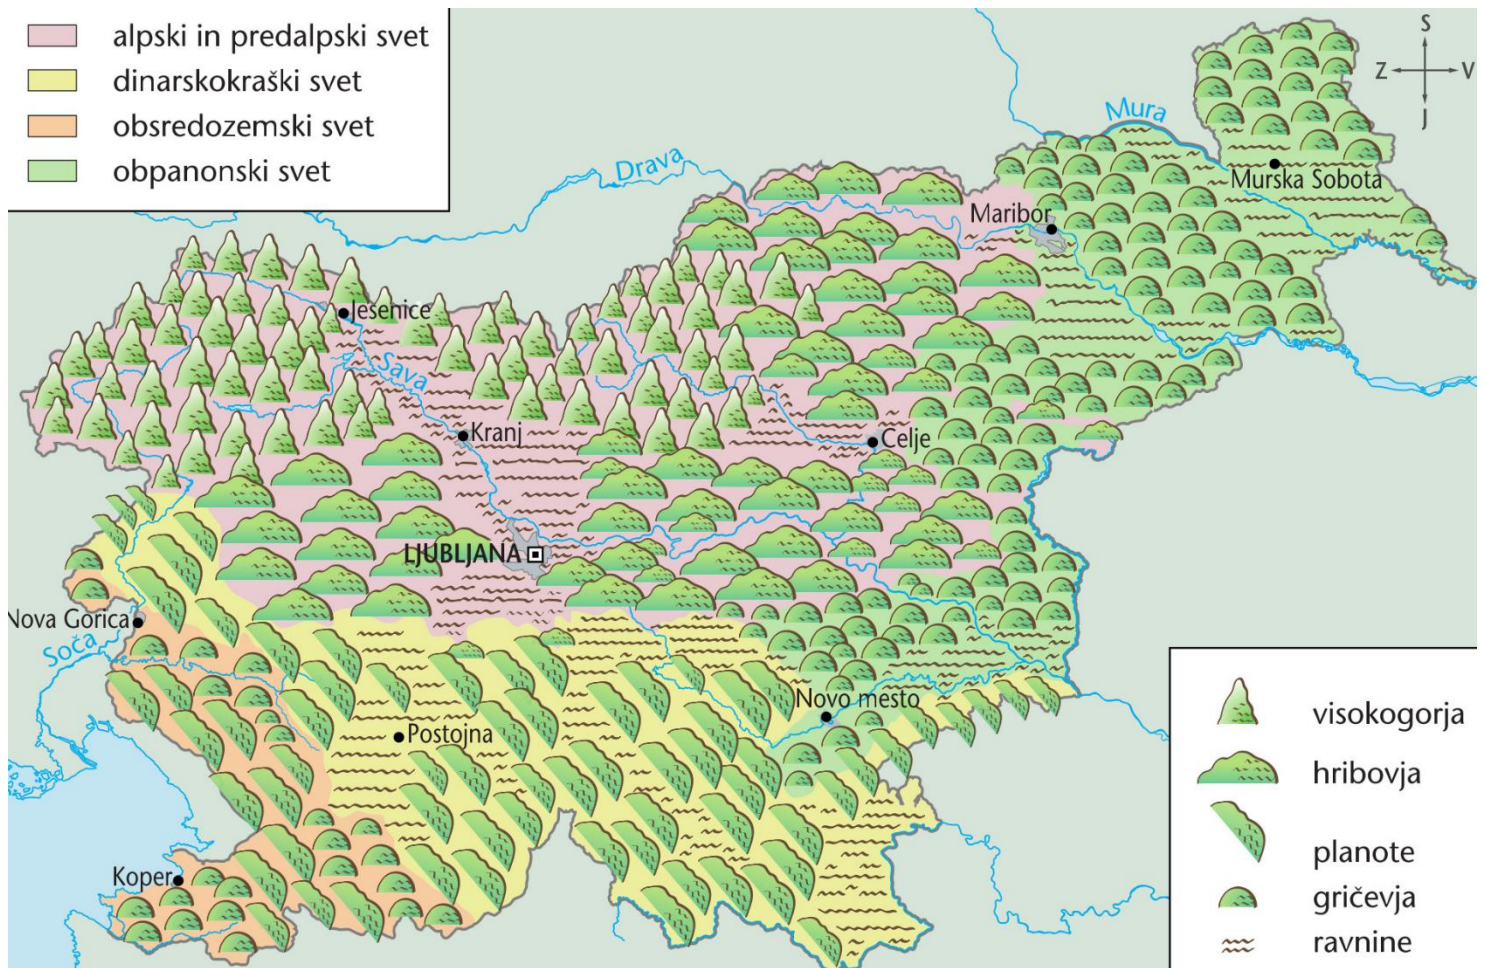 alpski in predalpski svet
dinarskokraški svet
obsredozemski svet
obpanonski svet
S
Z
V
J
Mura
Drava
Murska Sobota
Maribor
Jesenice
Sava
Kranj
Celje
LJUBLJANA
Nova Gorica
Soča
Novo mesto
Postojna
Koper
visokogorja
hribovja
planote
gričevja
ravnine